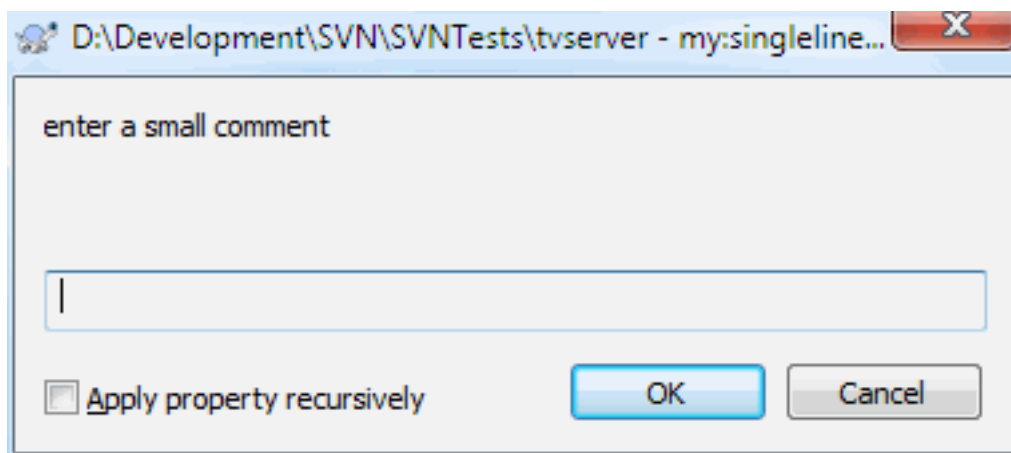 D:\Development\SVN\SVNTests\tvserver - my:singleline...
enter a small comment
Apply property recursively
OK
Cancel